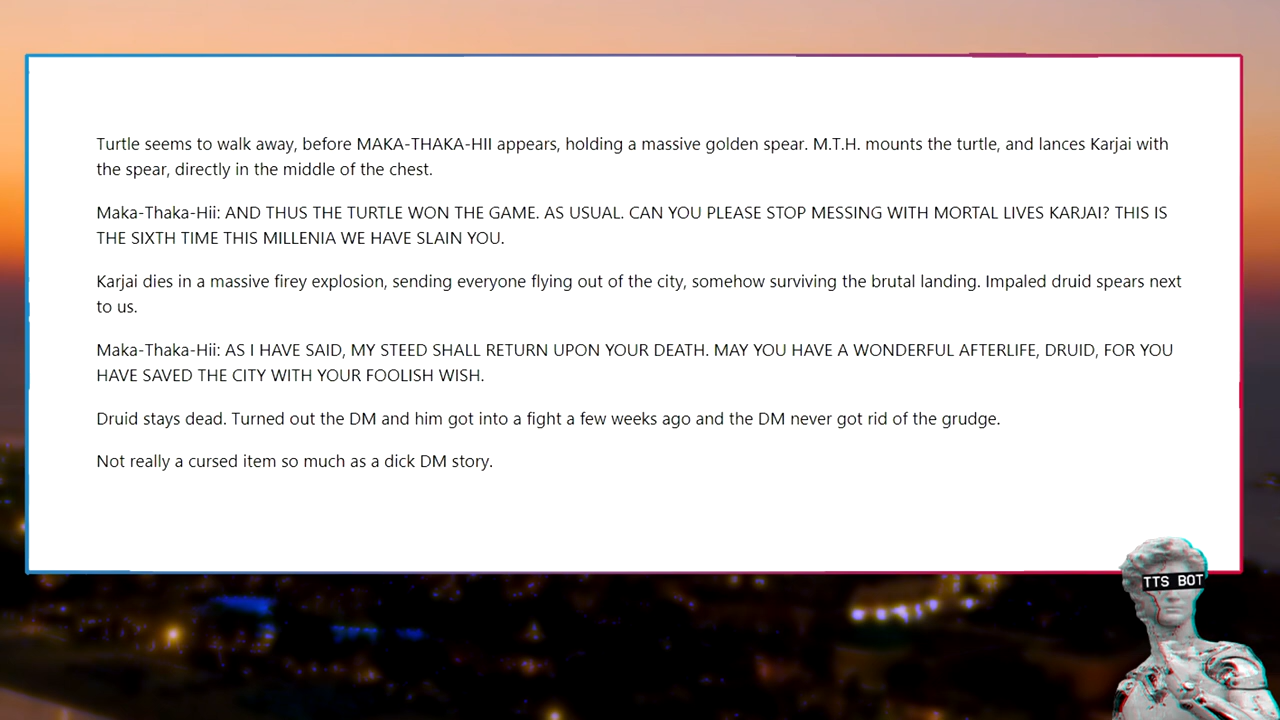 Turtle seems to walk away, before MAKA-THAKA-HII appears, holding a massive golden spear. M.T.H. mounts the turtle, and lances Karjai with
the spear, directly in the middle of the chest.
Maka-Thaka-Hii: AND THUS THE TURTLE WON THE GAME. AS USUAL. CAN YOU PLEASE STOP MESSING WITH MORTAL LIVES KARJAI? THIS IS
THE SIXTH TIME THIS MILLENIA WE HAVE SLAIN YOU.
Karjai dies in a massive firey explosion, sending everyone flying out of the city, somehow surviving the brutal landing. Impaled druid spears next
to us.
Maka-Thaka-Hii: AS I HAVE SAID, MY STEED SHALL RETURN UPON YOUR DEATH. MAY YOU HAVE A WONDERFUL AFTERLIFE, DRUID, FOR YOU
HAVE SAVED THE CITY WITH YOUR FOOLISH WISH.
Druid stays dead. Turned out the DM and him got into a fight a few weeks ago and the DM never got rid of the grudge.
Not really a cursed item so much as a dick DM story.
TTS BOT